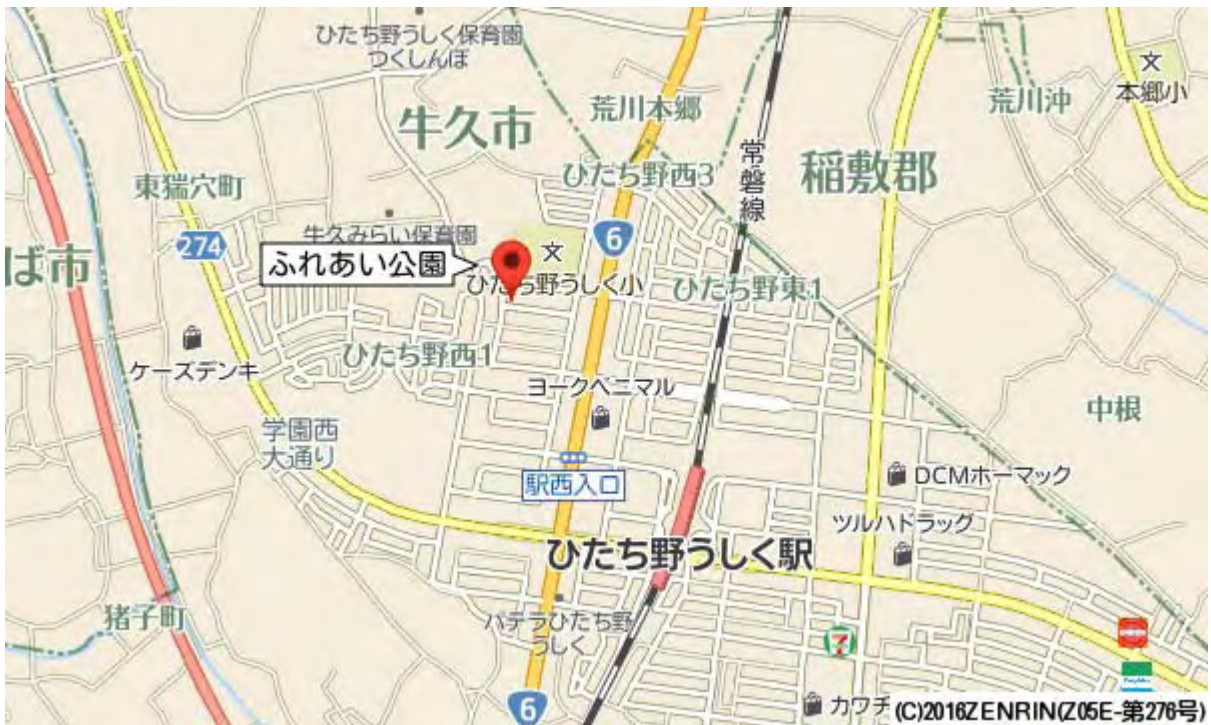 ひたち野うしく保育園
つくしんぼ
牛久市
荒川本郷
荒川沖
本郷小
ひたち野西3
常磐線
稲敷郡
東猯穴町
274
牛久みらい保育園
6
ば市
ふれあい公園
ひたち野うしく小
ひたち野東1
ひたち野西1
ケーズデンキ
ヨークベニマル
中根
学園西
大通り
駅西入口
DCMホーマック
ツルハドラッグ
ひたち野うしく駅
猪子町
パテラひたち野
うしく
7
6
カワチ
(C)2016ZENRIN(Z05E-第276号)